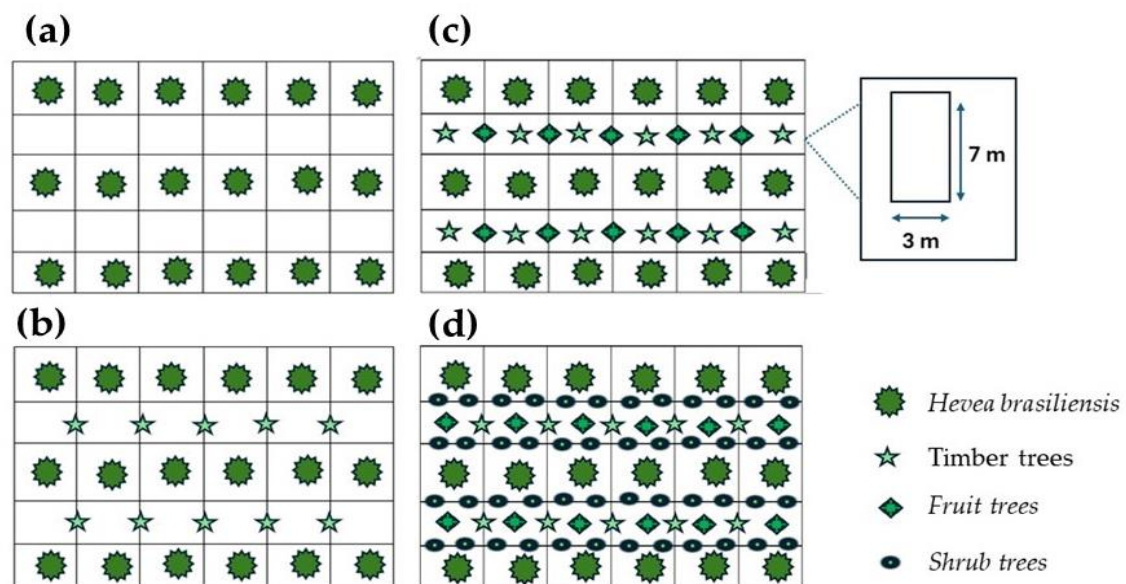 (a)
(c)
7 m
3 m
(b)
(d)
Hevea brasiliensis
Timber trees
Fruit trees
Shrub trees